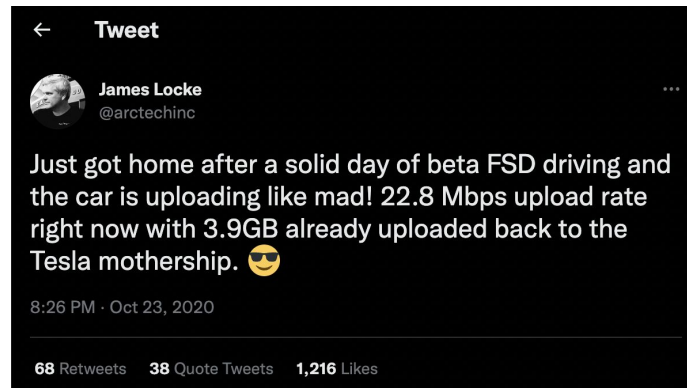 ← Tweet
James Locke
@arctechinc
Just got home after a solid day of beta FSD driving and
the car is uploading like mad! 22.8 Mbps upload rate
right now with 3.9GB already uploaded back to the
Tesla mothership. 😎
8:26 PM · Oct 23, 2020
68 Retweets 38 Quote Tweets 1,216 Likes